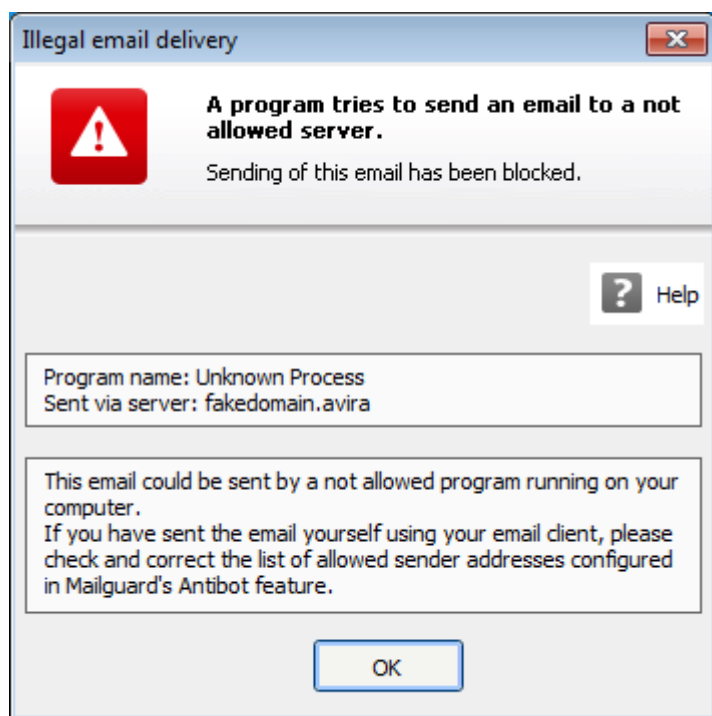 Illegal email delivery
A program tries to send an email to a not
allowed server.
Sending of this email has been blocked.
? Help
Program name: Unknown Process
Sent via server: fakedomain.avira
This email could be sent by a not allowed program running on your
computer.
If you have sent the email yourself using your email client, please
check and correct the list of allowed sender addresses configured
in Mailguard's Antibot feature.
OK